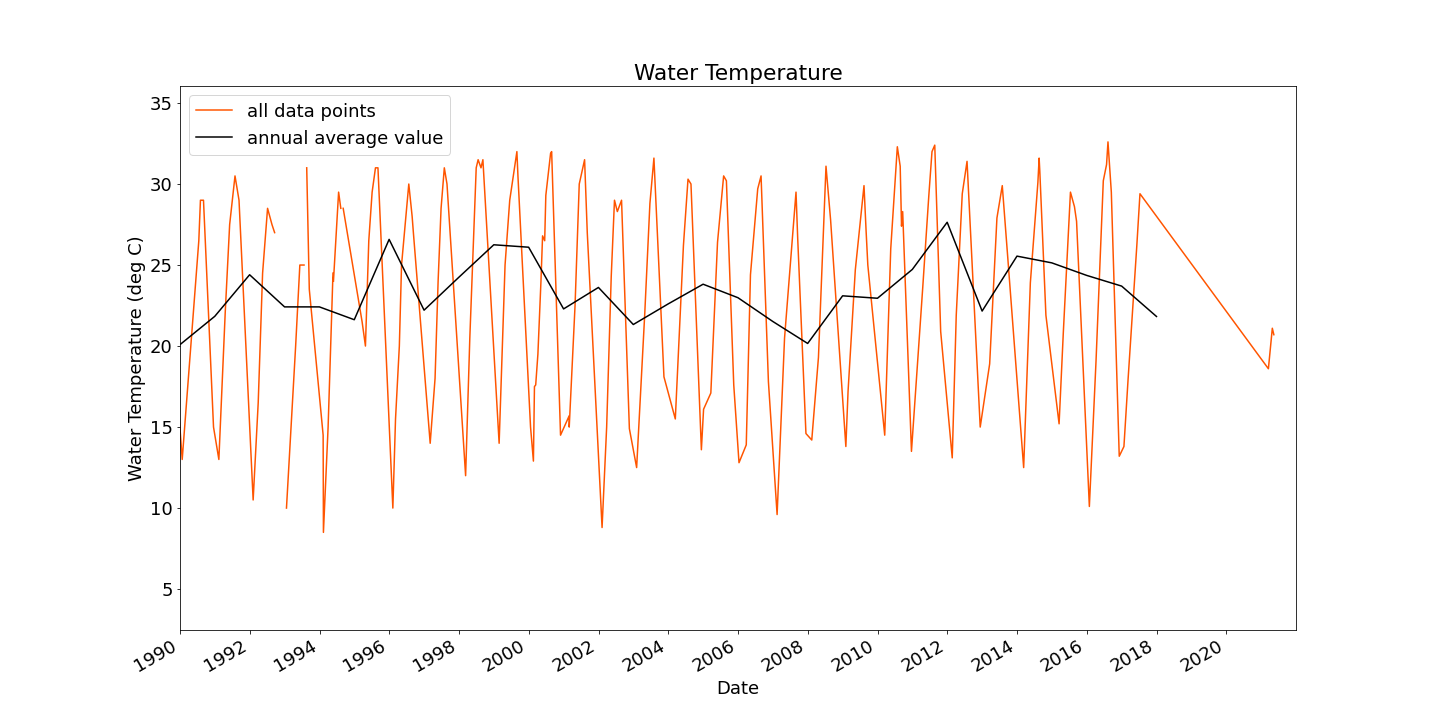 Water Temperature
all data points
annual average value
Water Temperature (deg C)
35
30
25
20
15
10
5
1990 1992 1994 1996 1998 2000 2002 2004 2006 2008 2010 2012 2014 2016 2018 2020
Date